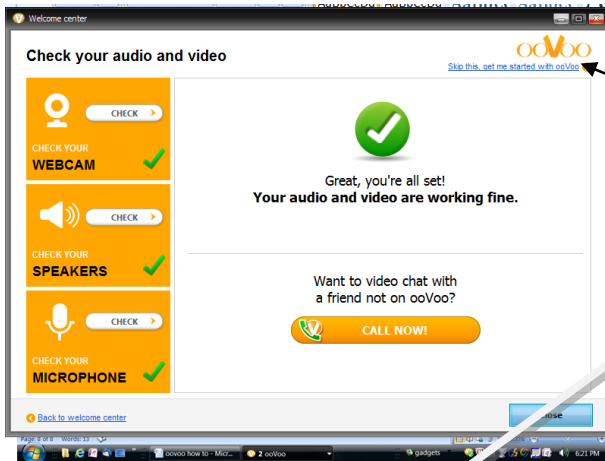 Welcome center
Check your audio and video
ooVoo
Skip this, get me started with ooVoo
CHECK
CHECK YOUR
WEBCAM
CHECK
CHECK YOUR
SPEAKERS
CHECK
CHECK YOUR
MICROPHONE
Great, you're all set!
Your audio and video are working fine.
Want to video chat with
a friend not on ooVoo?
CALL NOW!
Back to welcome center
Page: 8 of 8 Words: 13
oovoo how to - Micr...
2 ooVoo
gadgets
6:21 PM